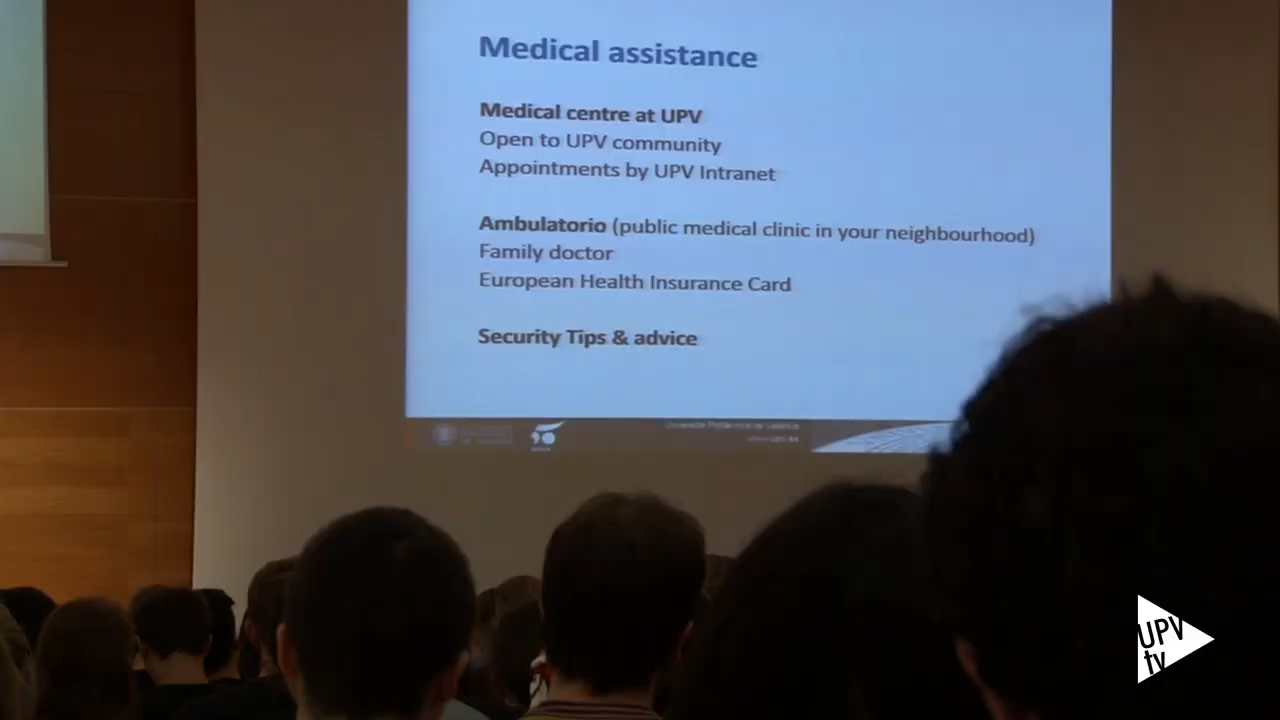 Medical assistance
Medical centre at UPV
Open to UPV community
Appointments by UPV Intranet
Ambulatorio (public medical clinic in your neighbourhood)
Family doctor
European Health Insurance Card
Security Tips & advice
UPV
tv